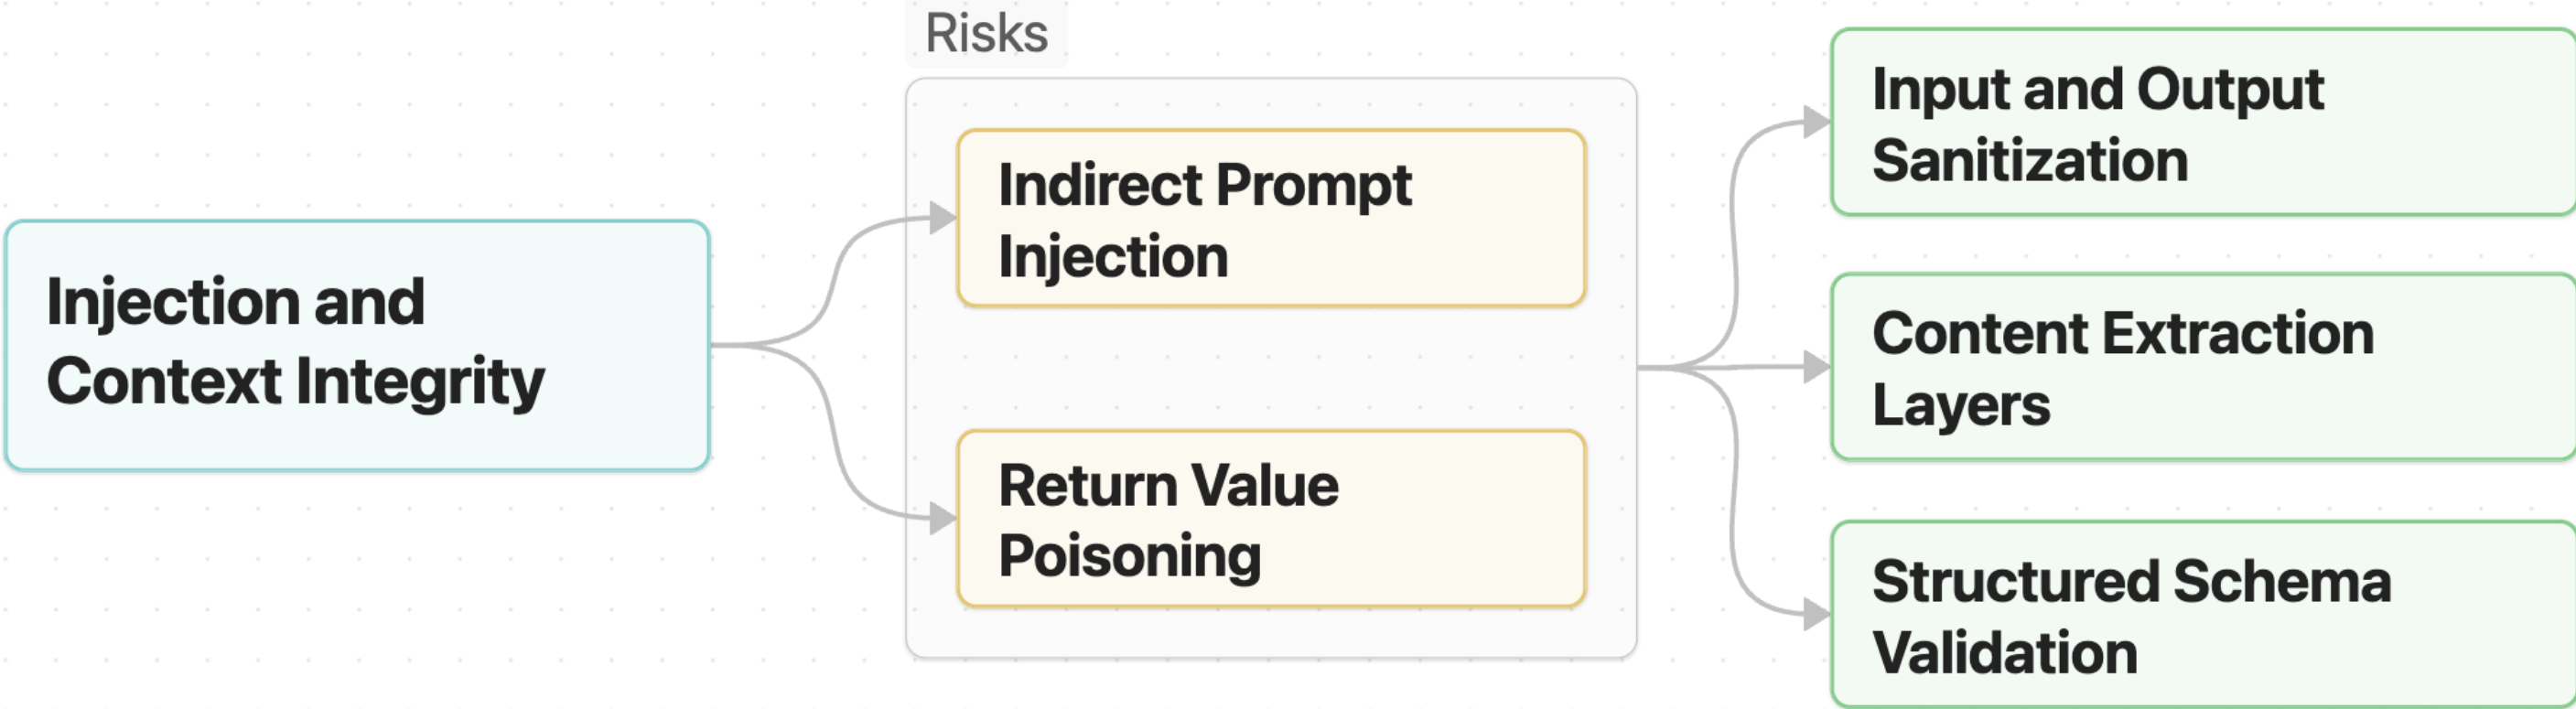 Risks
Injection and
Context Integrity
Indirect Prompt
Injection
Return Value
Poisoning
Input and Output
Sanitization
Content Extraction
Layers
Structured Schema
Validation